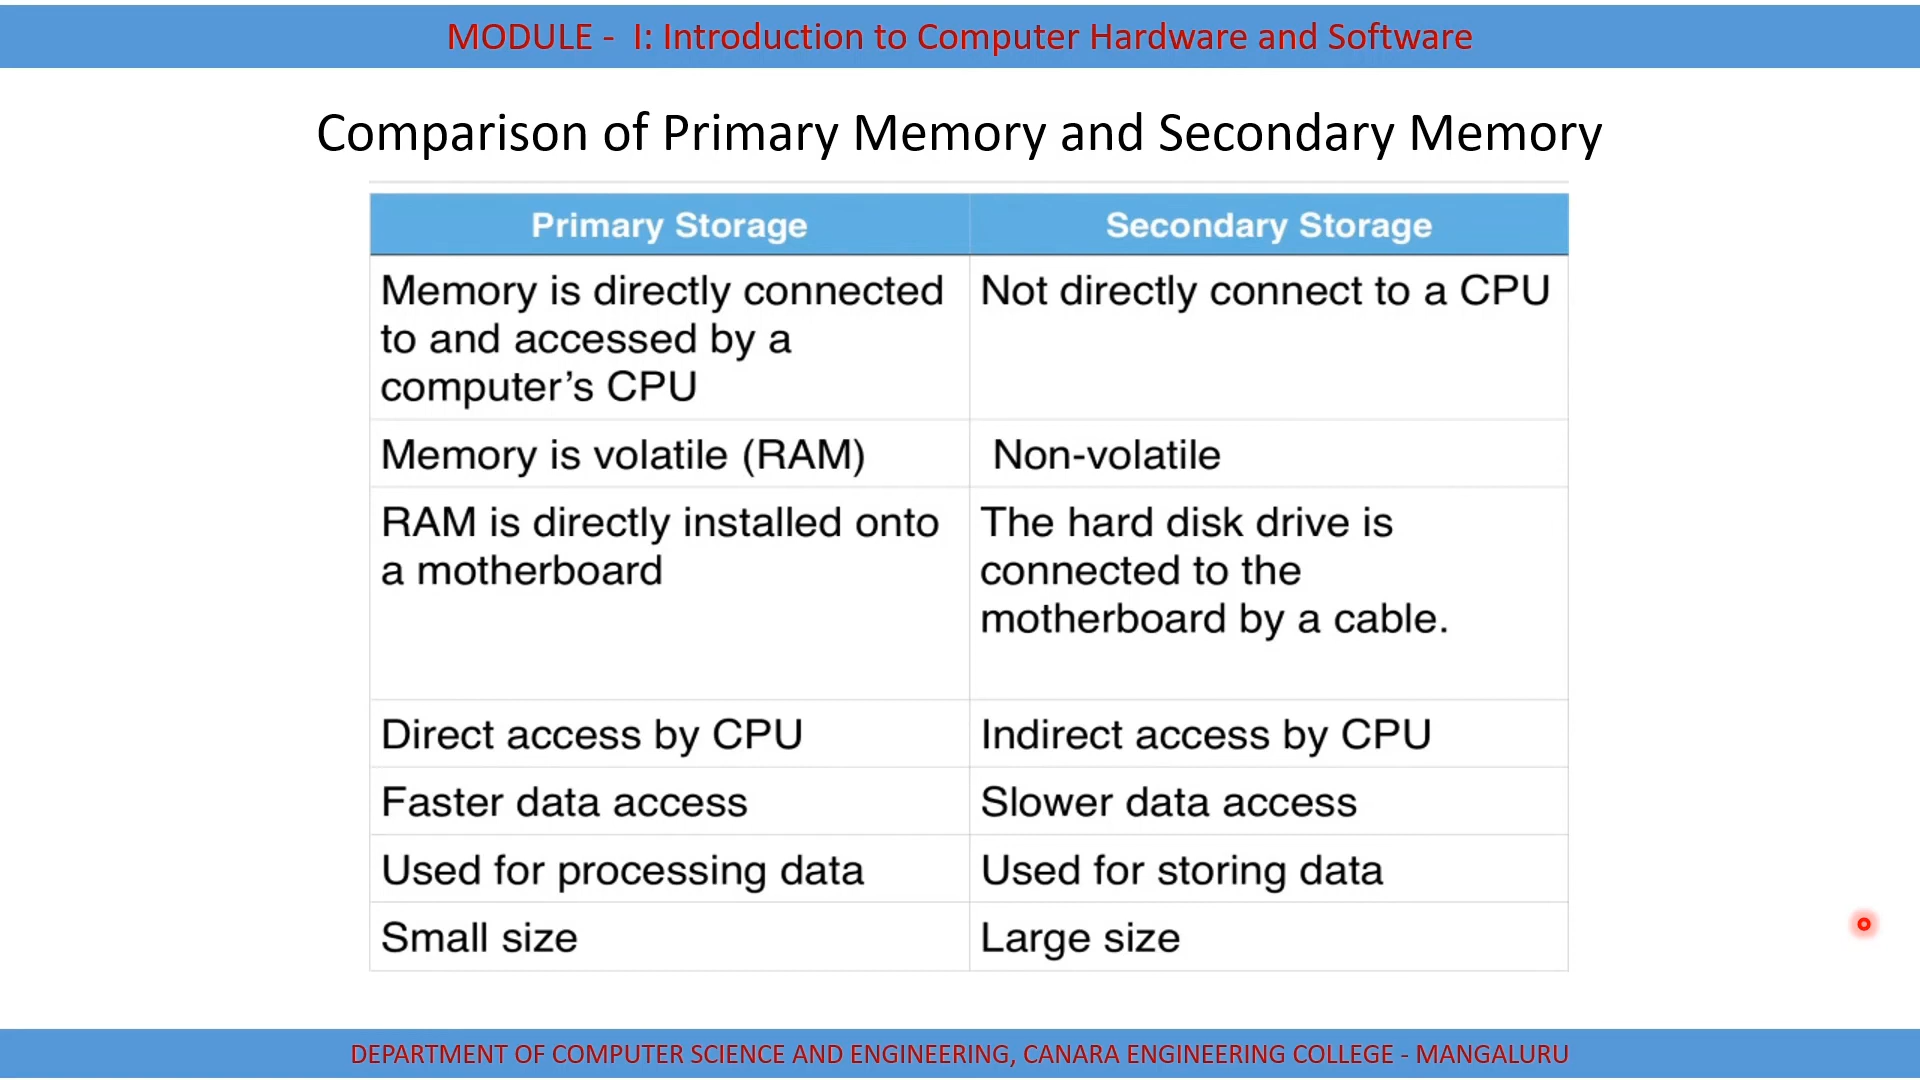 MODULE - I: Introduction to Computer Hardware and Software
Comparison of Primary Memory and Secondary Memory
Primary Storage
Secondary Storage
Memory is directly connected
to and accessed by a
computer’s CPU
Not directly connect to a CPU
Memory is volatile (RAM)
Non-volatile
RAM is directly installed onto
a motherboard
The hard disk drive is
connected to the
motherboard by a cable.
Direct access by CPU
Indirect access by CPU
Faster data access
Slower data access
Used for processing data
Used for storing data
Small size
Large size
DEPARTMENT OF COMPUTER SCIENCE AND ENGINEERING, CANARA ENGINEERING COLLEGE - MANGALURU